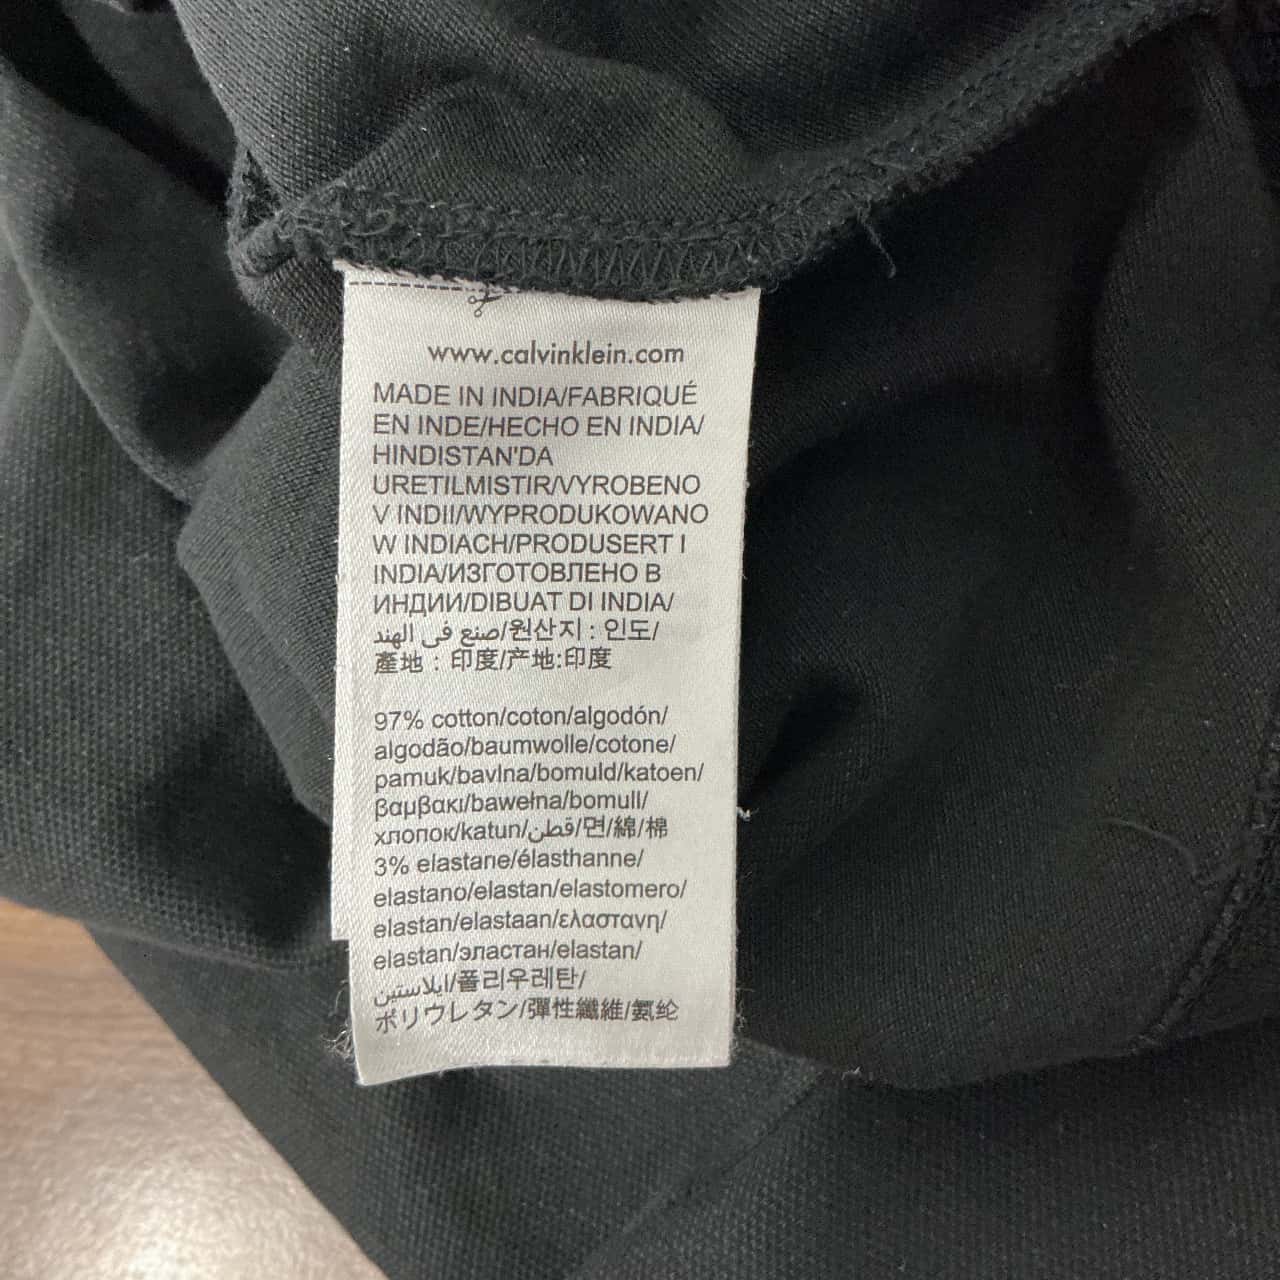 www.calvinklein.com
MADE IN INDIA/FABRIQUÉ
EN INDE/HECHO EN INDIA/
HINDISTAN'DA
URETILMISTIR/VYROBENO
V INDII/WYPRODUKOWANO
W INDIACH/PRODUSERT I
INDIA/ИЗГОТОВЛЕНО В
ИНДИИ/DIBUAT DI INDIA/
صنع فى الهند/원산지 : 인도/
產地 : 印度/产地:印度
97% cotton/coton/algodón/
algodão/baumwolle/cotone/
pamuk/bavlna/bomuld/katoen/
βαμβακι/bawełna/bomull/
хлопок/katun/قطن/면/綿/棉
3% elastane/élasthanne/
elastano/elastan/elastomero/
elastan/elastaan/ελαστανη/
elastan/эластан/elastan/
ايلاستين/폴리우레탄/
ポリウレタン/彈性纖維/氨纶